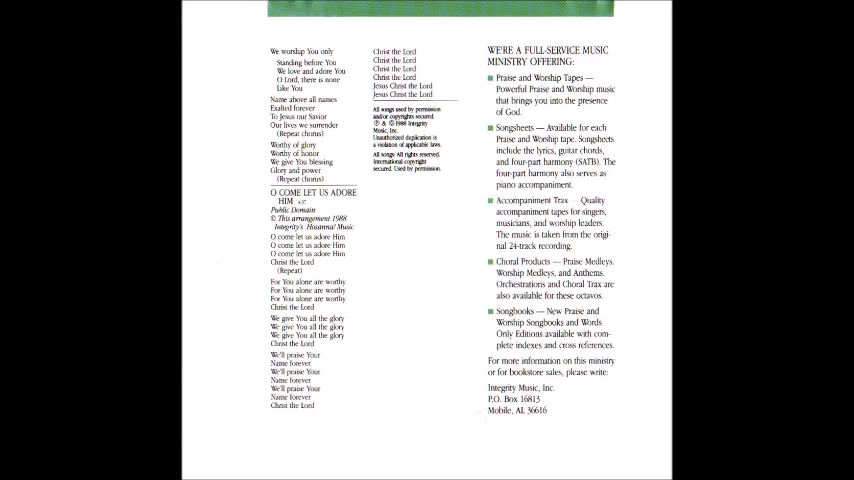 We worship You only
Standing before You
We love and adore You
O Lord, there is none
Like You
Name above all names
Exalted forever
To Jesus our Savior
Our lives we surrender
(Repeat chorus)
Worthy of glory
Worthy of honor
We give You blessing
Glory and power
(Repeat chorus)
O COME LET US ADORE
HIM 4:37
Public Domain
© This arrangement 1988
Integrity's Hosanna! Music
O come let us adore Him
O come let us adore Him
O come let us adore Him
Christ the Lord
(Repeat)
For You alone are worthy
For You alone are worthy
For You alone are worthy
Christ the Lord
We give You all the glory
We give You all the glory
We give You all the glory
Christ the Lord
We'll praise Your
Name forever
We'll praise Your
Name forever
We'll praise Your
Name forever
Christ the Lord
Christ the Lord
Christ the Lord
Christ the Lord
Christ the Lord
Jesus Christ the Lord
Jesus Christ the Lord
All songs used by permission
and/or copyrights secured.
℗ & © 1988 Integrity
Music, Inc.
Unauthorized duplication is
a violation of applicable laws.
All songs: All rights reserved.
International copyright
secured. Used by permission.
WE'RE A FULL-SERVICE MUSIC
MINISTRY OFFERING:
Praise and Worship Tapes —
Powerful Praise and Worship music
that brings you into the presence
of God.
Songsheets — Available for each
Praise and Worship tape. Songsheets
include the lyrics, guitar chords,
and four-part harmony (SATB). The
four-part harmony also serves as
piano accompaniment.
Accompaniment Trax — Quality
accompaniment tapes for singers,
musicians, and worship leaders.
The music is taken from the origi-
nal 24-track recording.
Choral Products — Praise Medleys,
Worship Medleys, and Anthems.
Orchestrations and Choral Trax are
also available for these octavos.
Songbooks — New Praise and
Worship Songbooks and Words
Only Editions available with com-
plete indexes and cross references.
For more information on this ministry
or for bookstore sales, please write:
Integrity Music, Inc.
P.O. Box 16813
Mobile, AL 36616